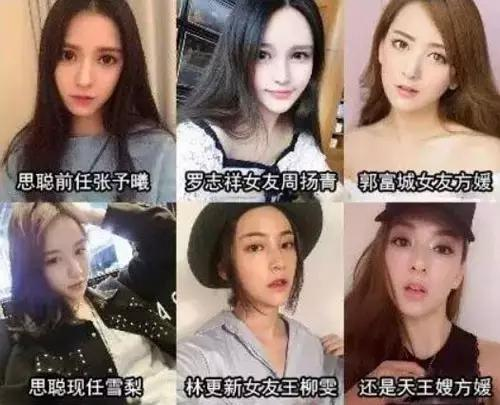 思聪前任张予曦
罗志祥女友周扬青
郭富城女友方媛
思聪现任雪梨
林更新女友王柳雯
还是天王嫂方媛